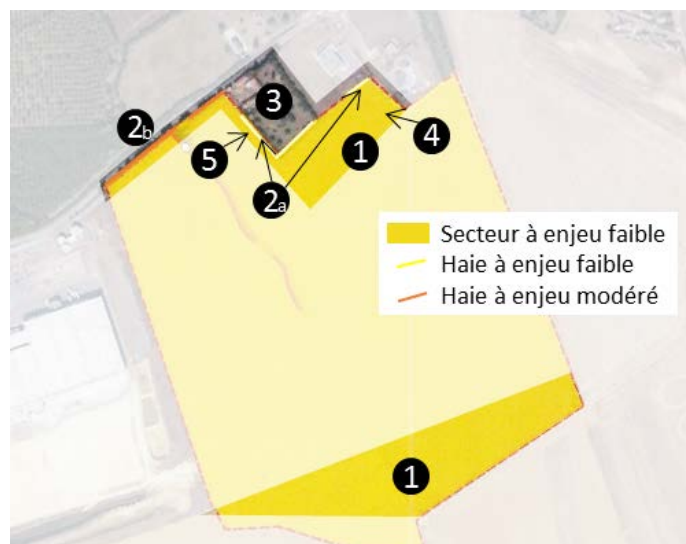 3
2b
1
4
5
2a
Secteur à enjeu faible
Haie à enjeu faible
Haie à enjeu modéré
1